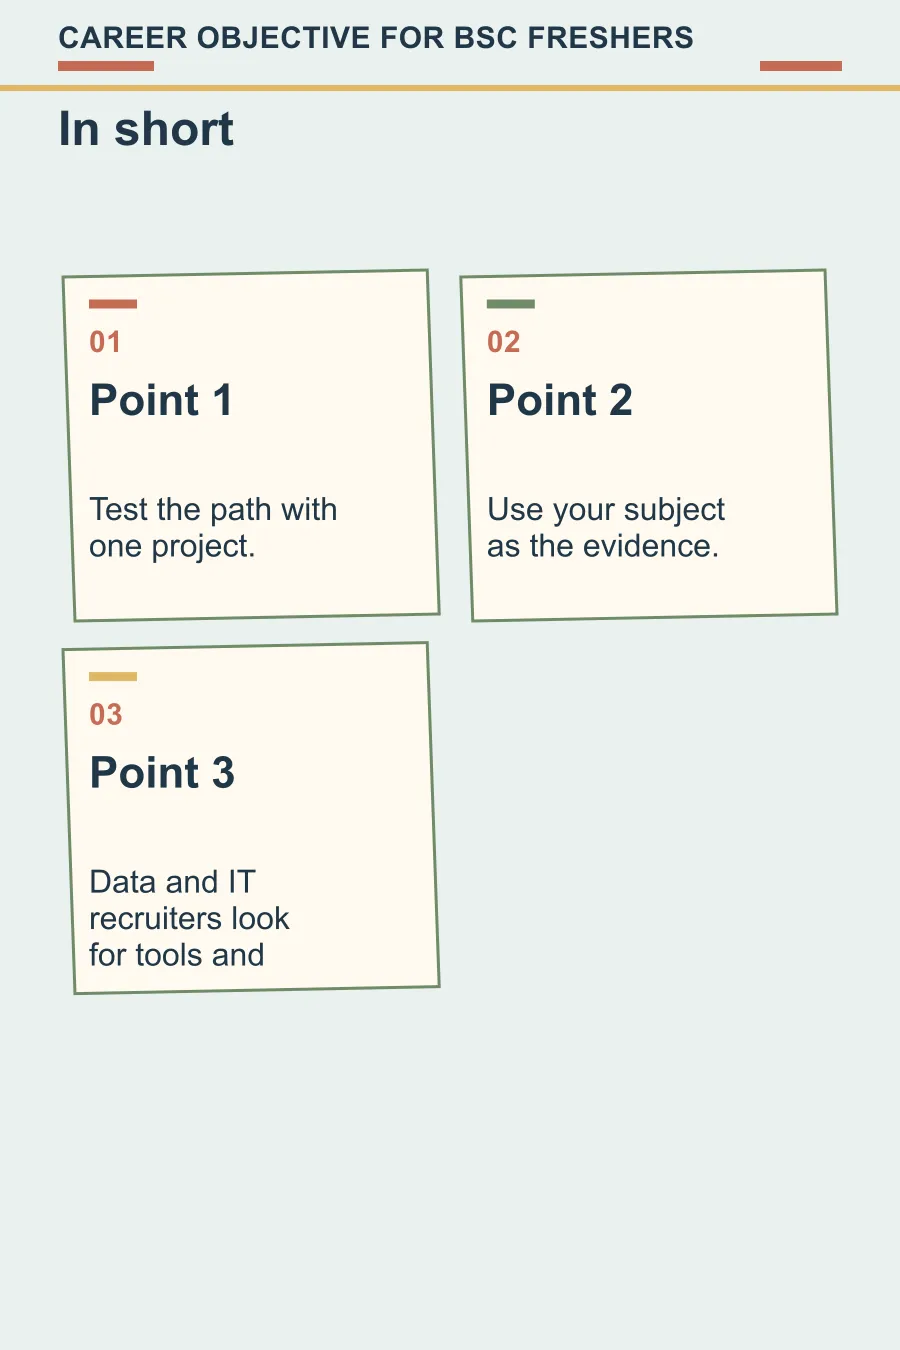 CAREER OBJECTIVE FOR BSC FRESHERS
In short
01
Point 1
Test the path with
one project.
02
Point 2
Use your subject
as the evidence.
03
Point 3
Data and IT
recruiters look
for tools and